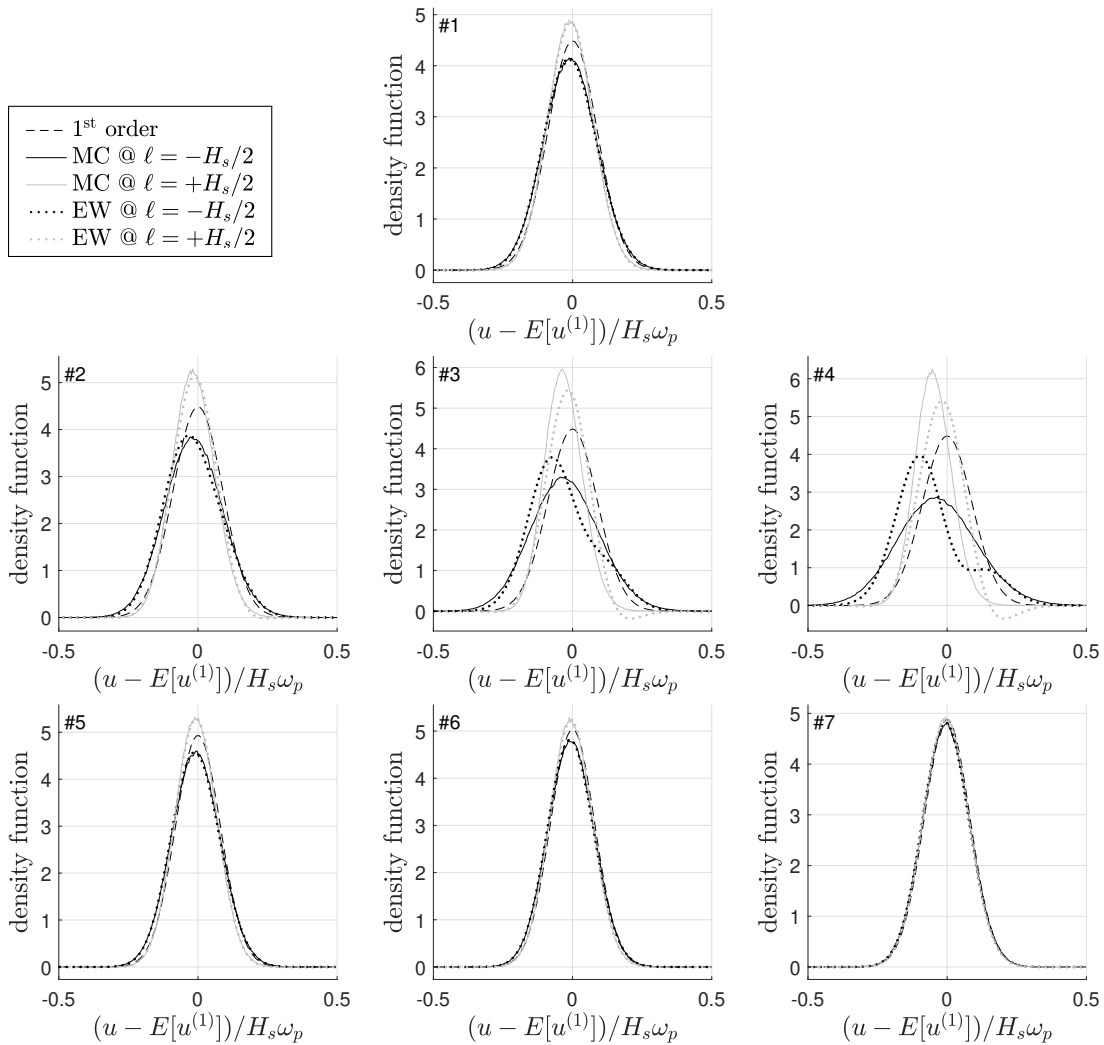 #1
density function
5
4
3
2
1
0
-0.5 0 0.5
(u − E[u⁽¹⁾])/Hₛωₚ
1ˢᵗ order
MC @ ℓ = −Hₛ/2
MC @ ℓ = +Hₛ/2
EW @ ℓ = −Hₛ/2
EW @ ℓ = +Hₛ/2
#2
density function
5
4
3
2
1
0
-0.5 0 0.5
(u − E[u⁽¹⁾])/Hₛωₚ
#3
density function
6
5
4
3
2
1
0
-0.5 0 0.5
(u − E[u⁽¹⁾])/Hₛωₚ
#4
density function
6
5
4
3
2
1
0
-0.5 0 0.5
(u − E[u⁽¹⁾])/Hₛωₚ
#5
density function
5
4
3
2
1
0
-0.5 0 0.5
(u − E[u⁽¹⁾])/Hₛωₚ
#6
density function
5
4
3
2
1
0
-0.5 0 0.5
(u − E[u⁽¹⁾])/Hₛωₚ
#7
density function
5
4
3
2
1
0
-0.5 0 0.5
(u − E[u⁽¹⁾])/Hₛωₚ